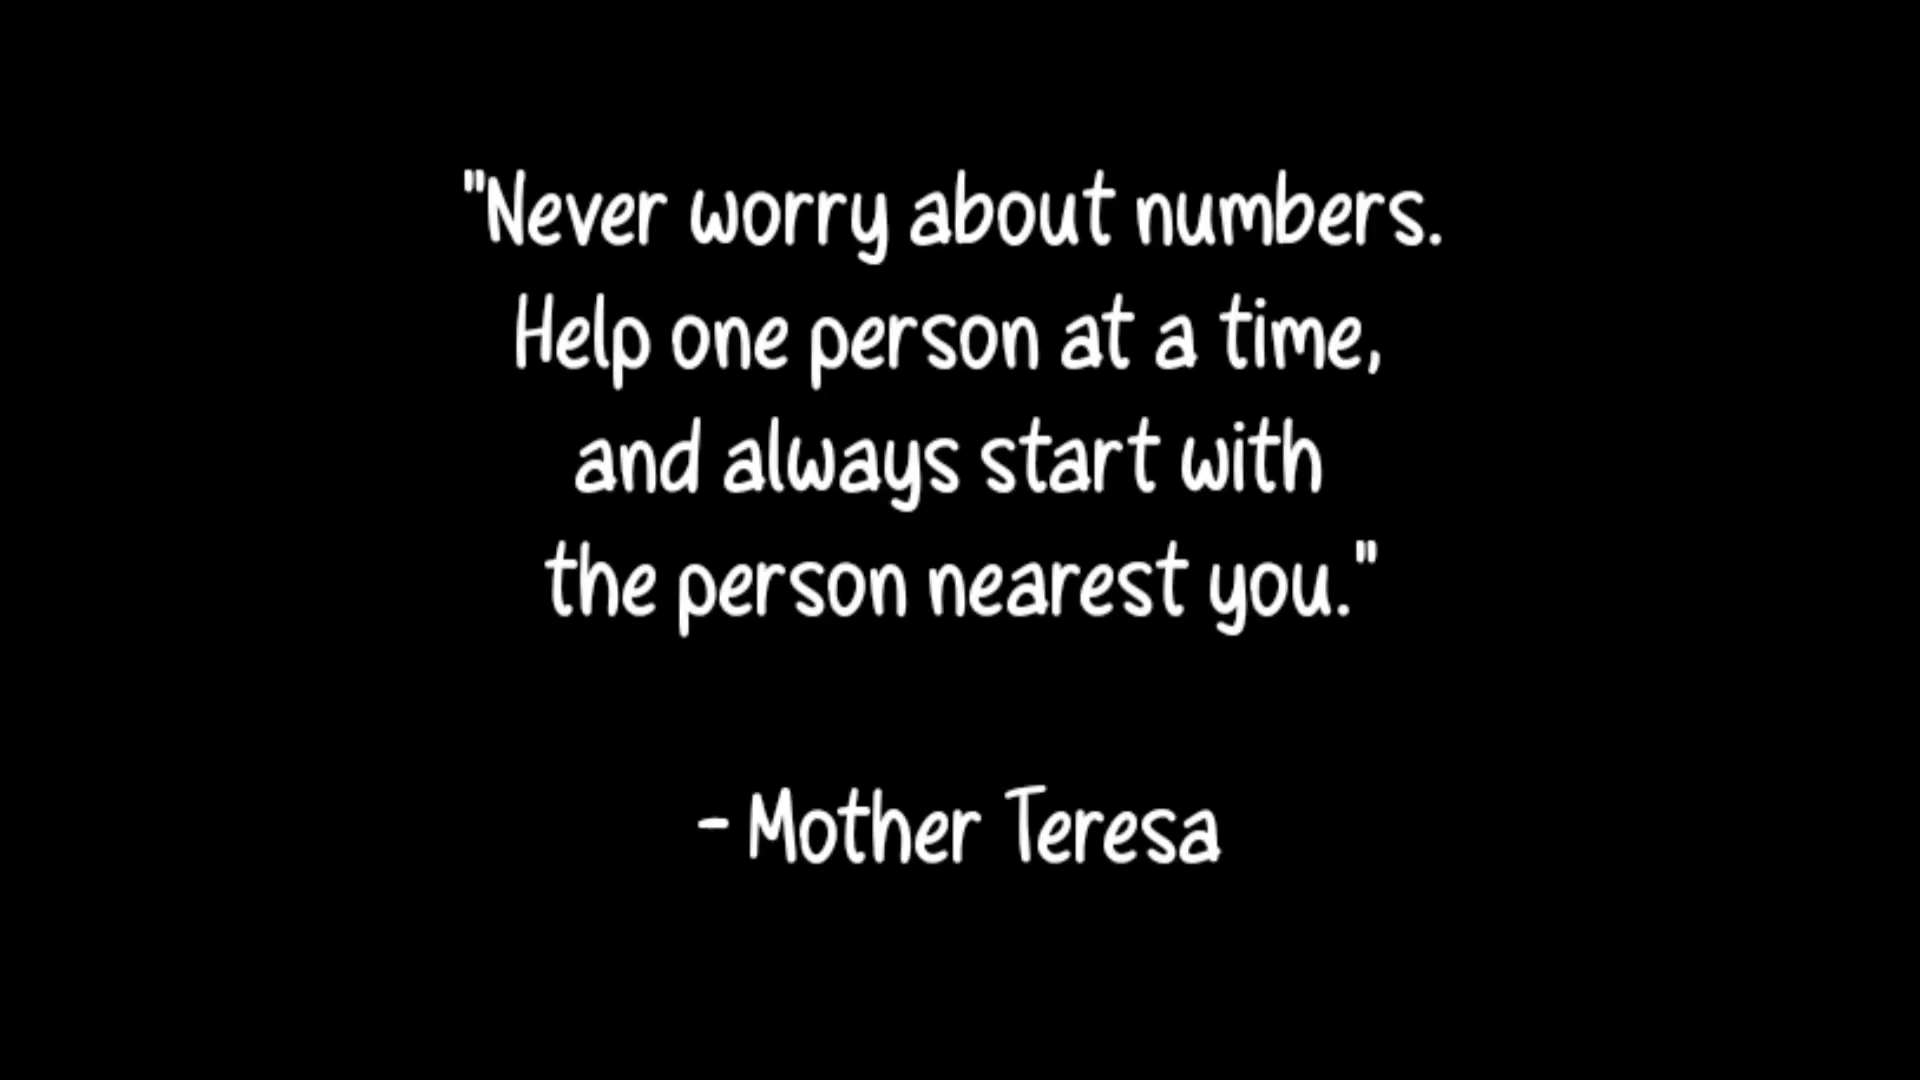 "Never worry about numbers.
Help one person at a time,
and always start with
the person nearest you."
- Mother Teresa